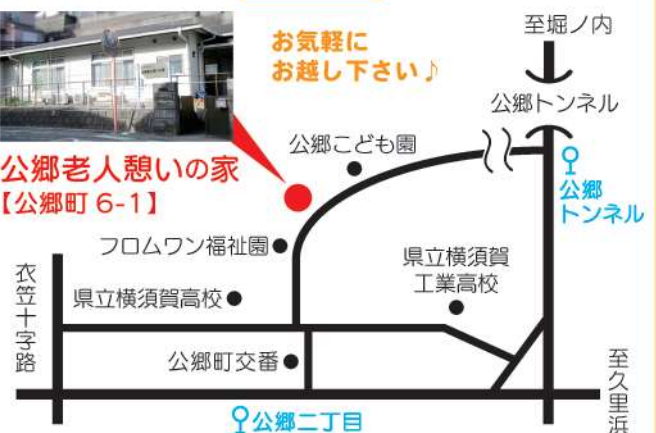 お気軽に
お越し下さい♪
至堀ノ内
公郷トンネル
公郷こども園
公郷
トンネル
公郷老人憩いの家
【公郷町 6-1】
フロムワン福祉園
県立横須賀
工業高校
衣笠十字路
県立横須賀高校
公郷町交番
至久里浜
公郷二丁目